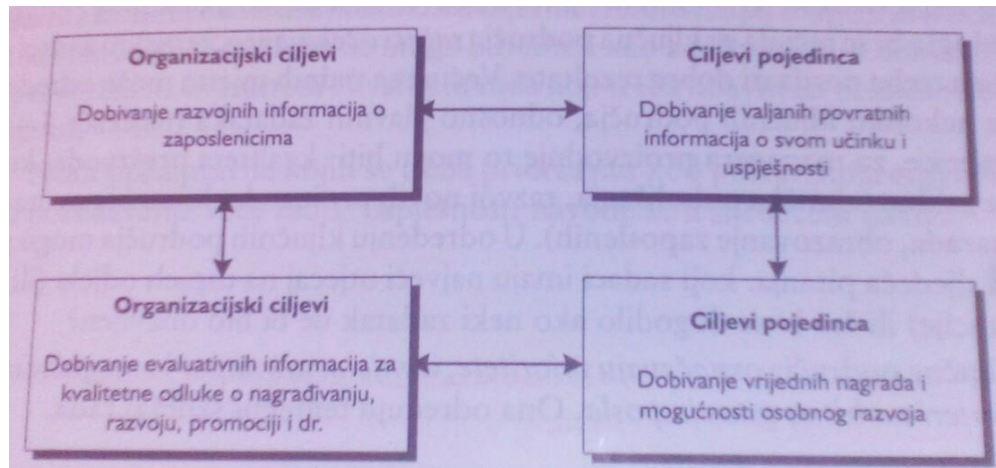 Organizacijski ciljevi
Dobivanje razvojnih informacija o
zaposlenicima
Ciljevi pojedinca
Dobivanje valjanih povratnih
informacija o svom učinku i
uspješnosti
Organizacijski ciljevi
Dobivanje evaluativnih informacija za
kvalitetne odluke o nagrađivanju,
razvoju, promociji i dr.
Ciljevi pojedinca
Dobivanje vrijednih nagrada i
mogućnosti osobnog razvoja